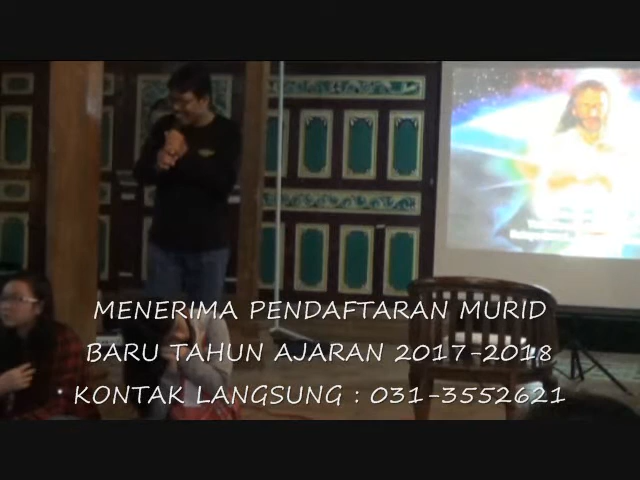 MENERIMA PENDAFTARAN MURID
BARU TAHUN AJARAN 2017-2018
KONTAK LANGSUNG : 031-3552621